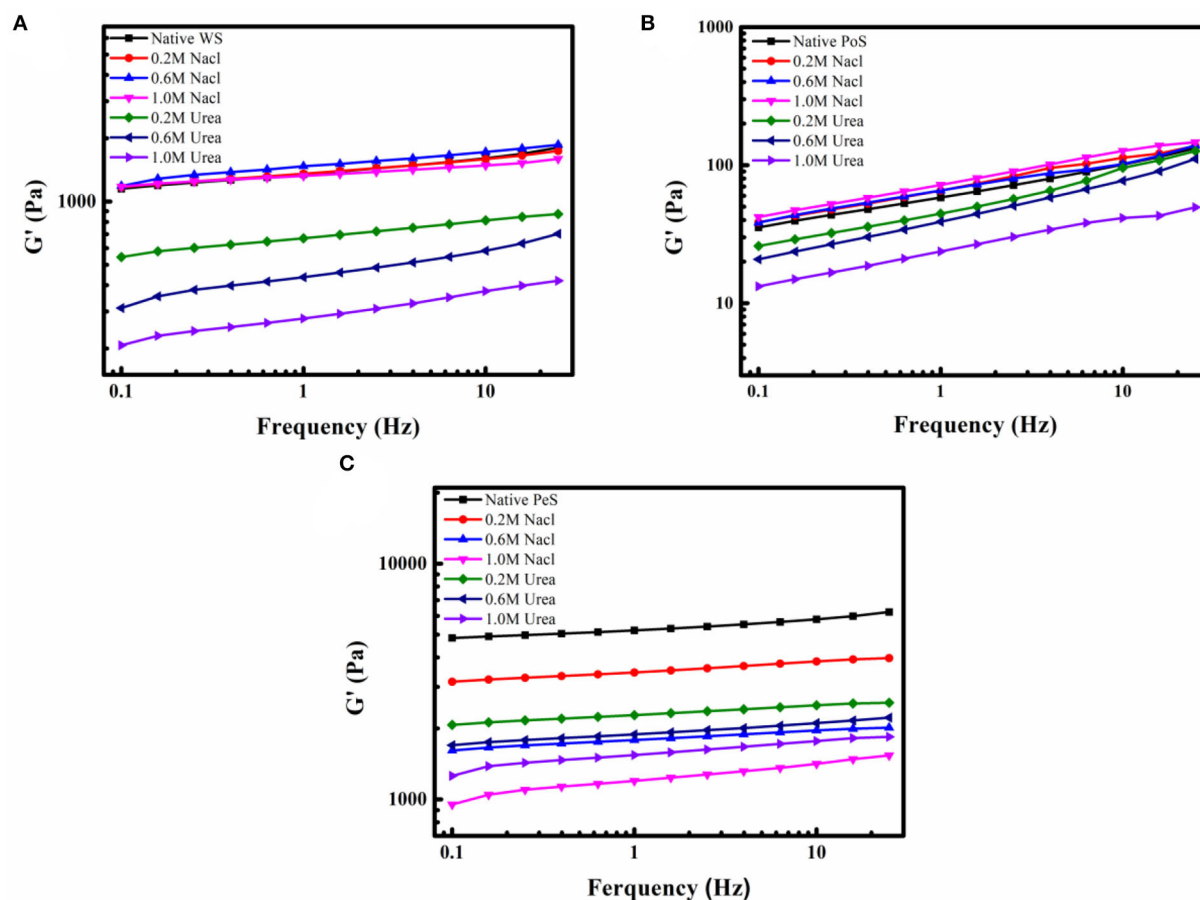 A
Native WS
0.2M Nacl
0.6M Nacl
1.0M Nacl
0.2M Urea
0.6M Urea
1.0M Urea
1000
G' (Pa)
0.1
1
10
Frequency (Hz)
B
1000
Native PoS
0.2M Nacl
0.6M Nacl
1.0M Nacl
0.2M Urea
0.6M Urea
1.0M Urea
100
10
G' (Pa)
0.1
1
10
Frequency (Hz)
C
Native PeS
0.2M Nacl
0.6M Nacl
1.0M Nacl
0.2M Urea
0.6M Urea
1.0M Urea
10000
1000
G' (Pa)
0.1
1
10
Ferquency (Hz)